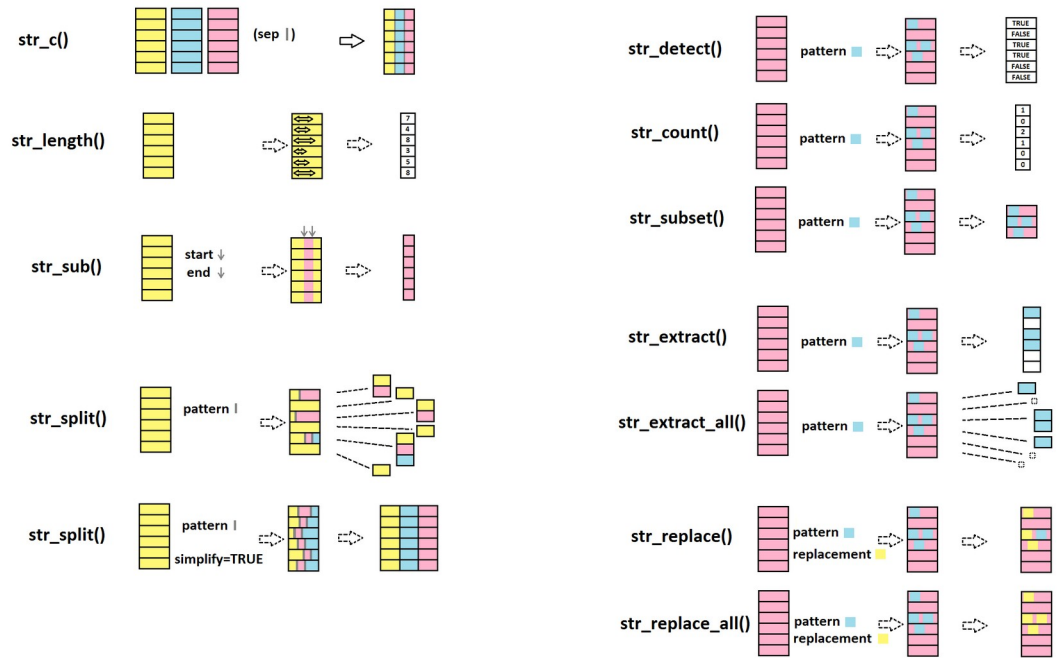 str_c()
(sep |)
str_length()
7
4
8
3
5
8
str_sub()
start ↓
end ↓
str_split()
pattern |
str_split()
pattern |
simplify=TRUE
str_detect()
pattern
TRUE
FALSE
TRUE
TRUE
FALSE
FALSE
str_count()
pattern
1
0
2
1
0
0
str_subset()
pattern
str_extract()
pattern
str_extract_all()
pattern
str_replace()
pattern
replacement
str_replace_all()
pattern
replacement